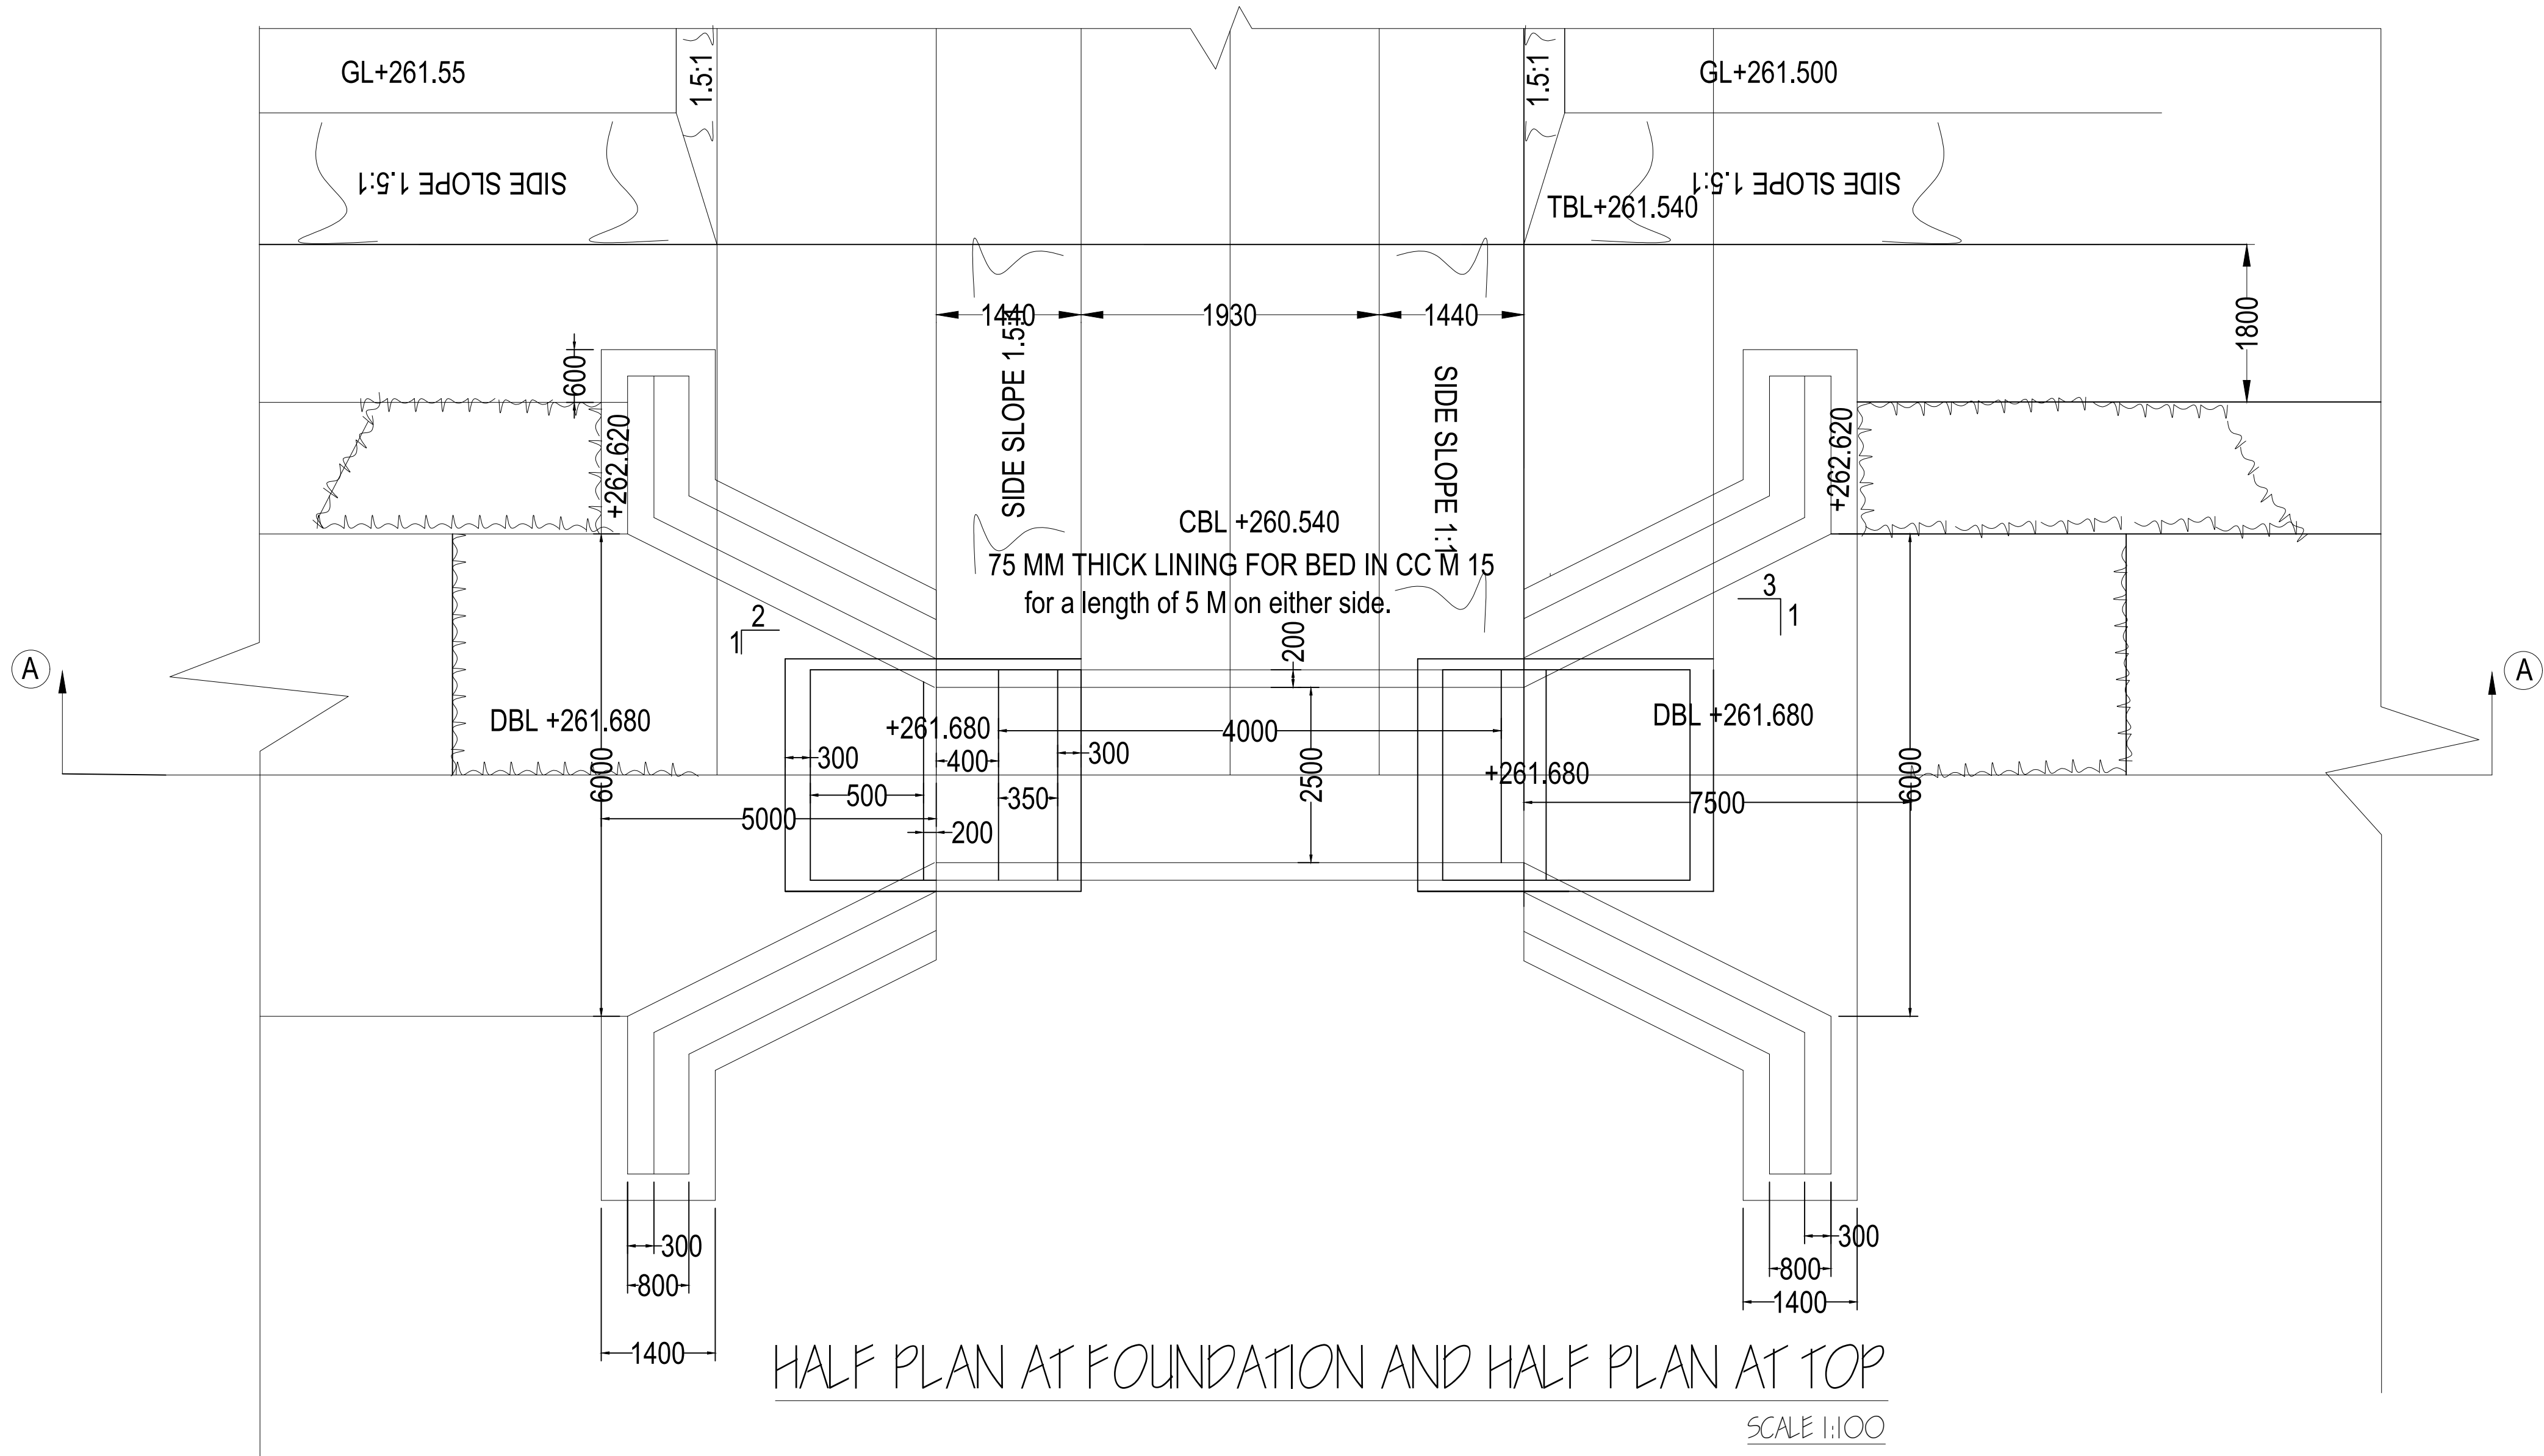 GL+261.55
1.5:1
1.5:1
GL+261.500
SIDE SLOPE 1.5:1
SIDE SLOPE 1.5:1
TBL+261.540
1440
1930
1440
1800
600
SIDE SLOPE 1.5:1
SIDE SLOPE 1:1
+262.620
+262.620
CBL +260.540
75 MM THICK LINING FOR BED IN CC M 15
for a length of 5 M on either side.
2
1
3
1
200
A
A
DBL +261.680
+261.680
4000
DBL +261.680
300
400
300
+261.680
6000
500
350
2500
7500
6000
5000
200
300
300
800
800
1400
1400
HALF PLAN AT FOUNDATION AND HALF PLAN AT TOP
SCALE 1:100